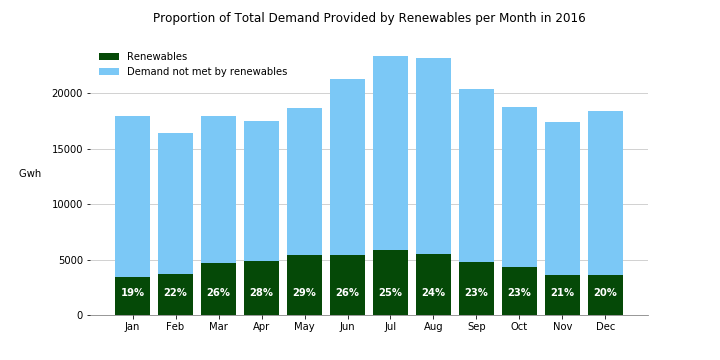 Proportion of Total Demand Provided by Renewables per Month in 2016
Renewables
Demand not met by renewables
20000
15000
Gwh
10000
5000
19% 22% 26% 28% 29% 26% 25% 24% 23% 23% 21% 20%
0
Jan Feb Mar Apr May Jun Jul Aug Sep Oct Nov Dec